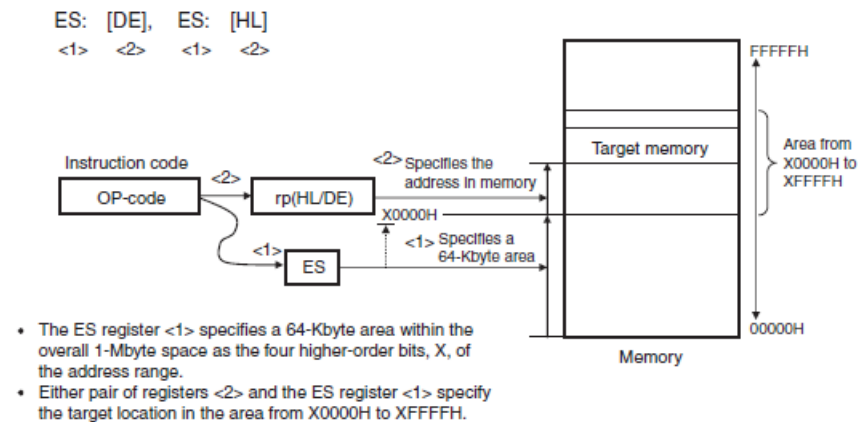 ES: [DE], ES: [HL]
<1> <2> <1> <2>
FFFFFH
Instruction code
OP-code
<2>
rp(HL/DE)
<2> Specifies the
address in memory
Target memory
Area from
X0000H to
XFFFFH
X0000H
<1>
ES
<1> Specifies a
64-Kbyte area
00000H
Memory
• The ES register <1> specifies a 64-Kbyte area within the
overall 1-Mbyte space as the four higher-order bits, X, of
the address range.
• Either pair of registers <2> and the ES register <1> specify
the target location in the area from X0000H to XFFFFH.